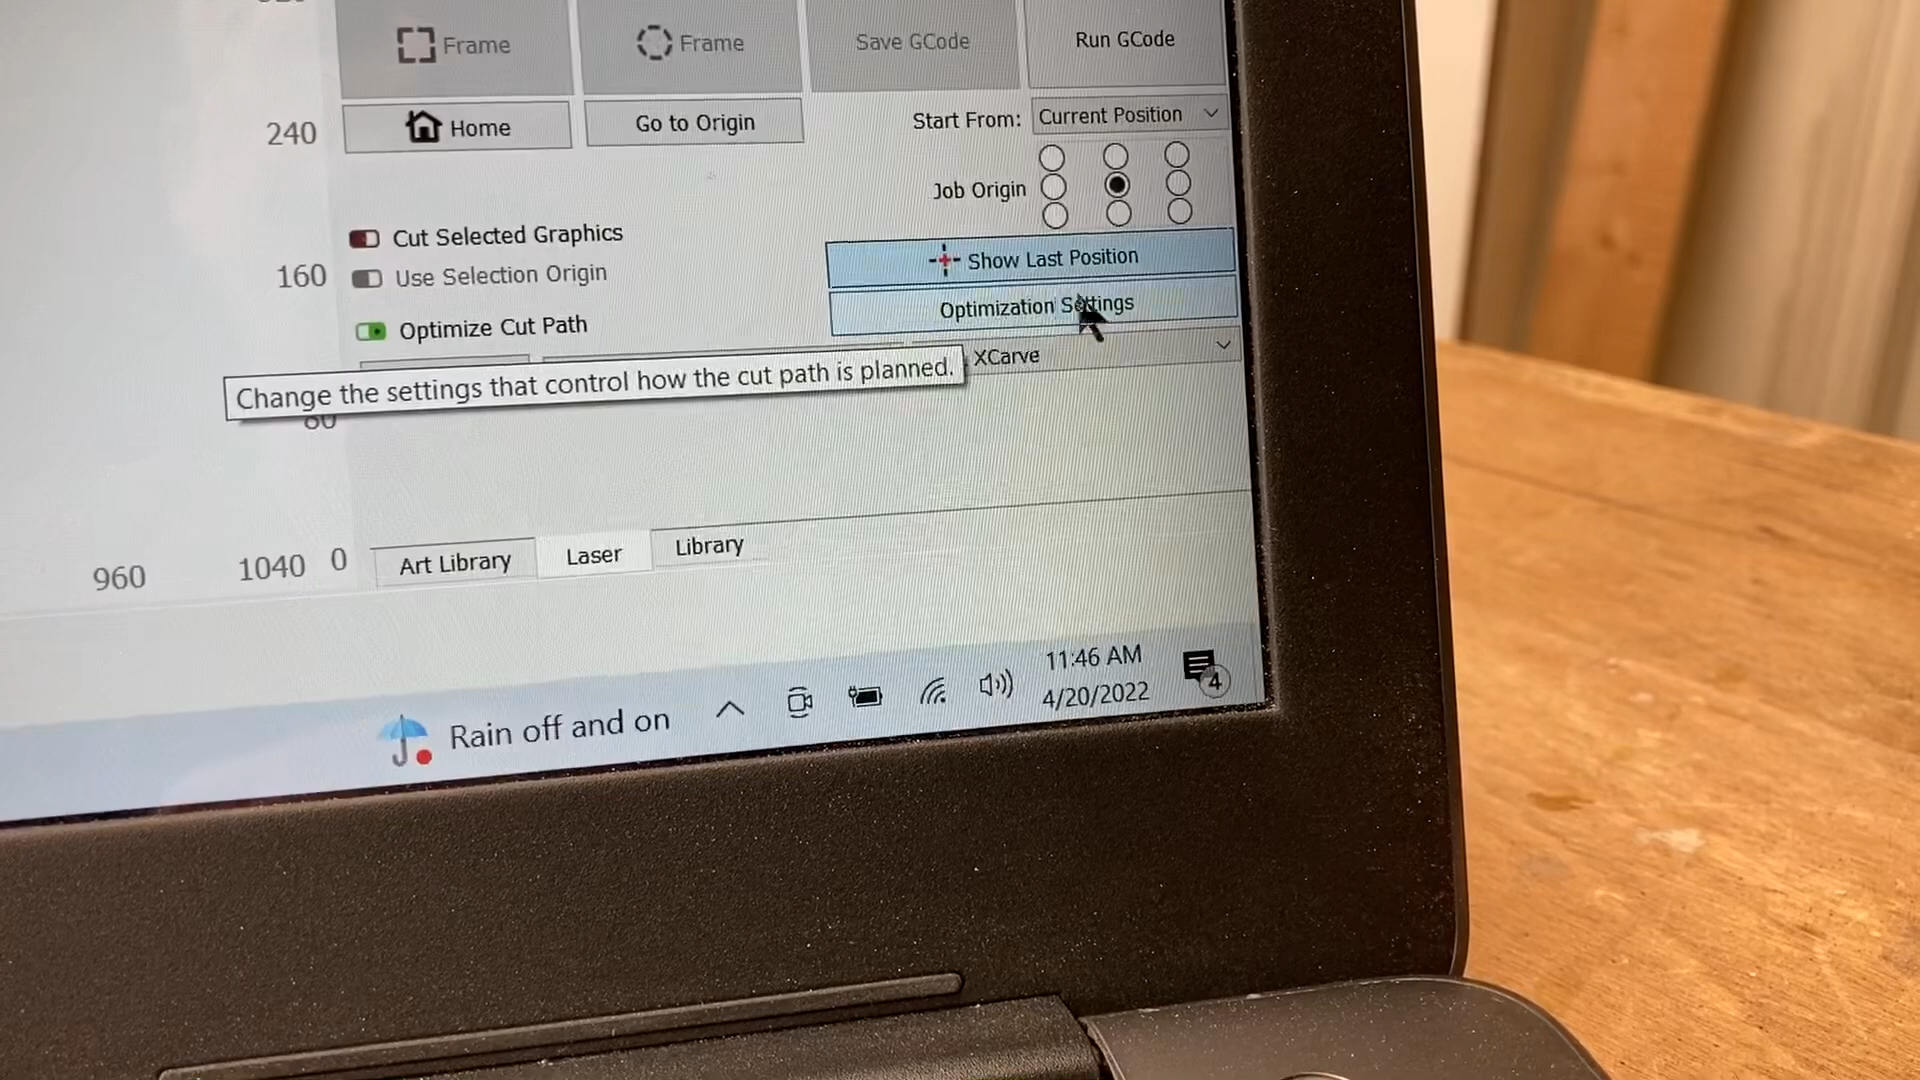 Frame
Frame
Save GCode
Run GCode
240
Home
Go to Origin
Start From:
Current Position
Job Origin
Cut Selected Graphics
Show Last Position
160
Use Selection Origin
Optimization Settings
Optimize Cut Path
XCarve
Change the settings that control how the cut path is planned.
80
960
1040
0
Art Library
Laser
Library
Rain off and on
11:46 AM
4/20/2022
4